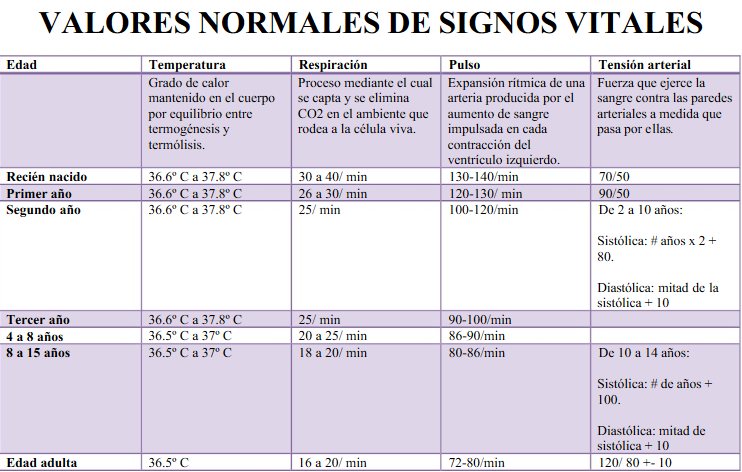 VALORES NORMALES DE SIGNOS VITALES
Edad Temperatura Respiración Pulso Tensión arterial
Grado de calor mantenido en el cuerpo por equilibrio entre termogénesis y termólisis. Proceso mediante el cual se capta y se elimina CO2 en el ambiente que rodea a la célula viva. Expansión rítmica de una arteria producida por el aumento de sangre impulsada en cada contracción del ventrículo izquierdo. Fuerza que ejerce la sangre contra las paredes arteriales a medida que pasa por ellas.
Recién nacido 36.6º C a 37.8º C 30 a 40/ min 130-140/min 70/50
Primer año 36.6º C a 37.8º C 26 a 30/ min 120-130/ min 90/50
Segundo año 36.6º C a 37.8º C 25/ min 100-120/min De 2 a 10 años:
Sistólica: # años x 2 +
80.
Diastólica: mitad de la
sistólica + 10
Tercer año 36.6º C a 37.8º C 25/ min 90-100/min
4 a 8 años 36.5º C a 37º C 20 a 25/ min 86-90/min
8 a 15 años 36.5º C a 37º C 18 a 20/ min 80-86/min De 10 a 14 años:
Sistólica: # de años +
100.
Diastólica: mitad de
sistólica + 10
Edad adulta 36.5º C 16 a 20/ min 72-80/min 120/ 80 +- 10